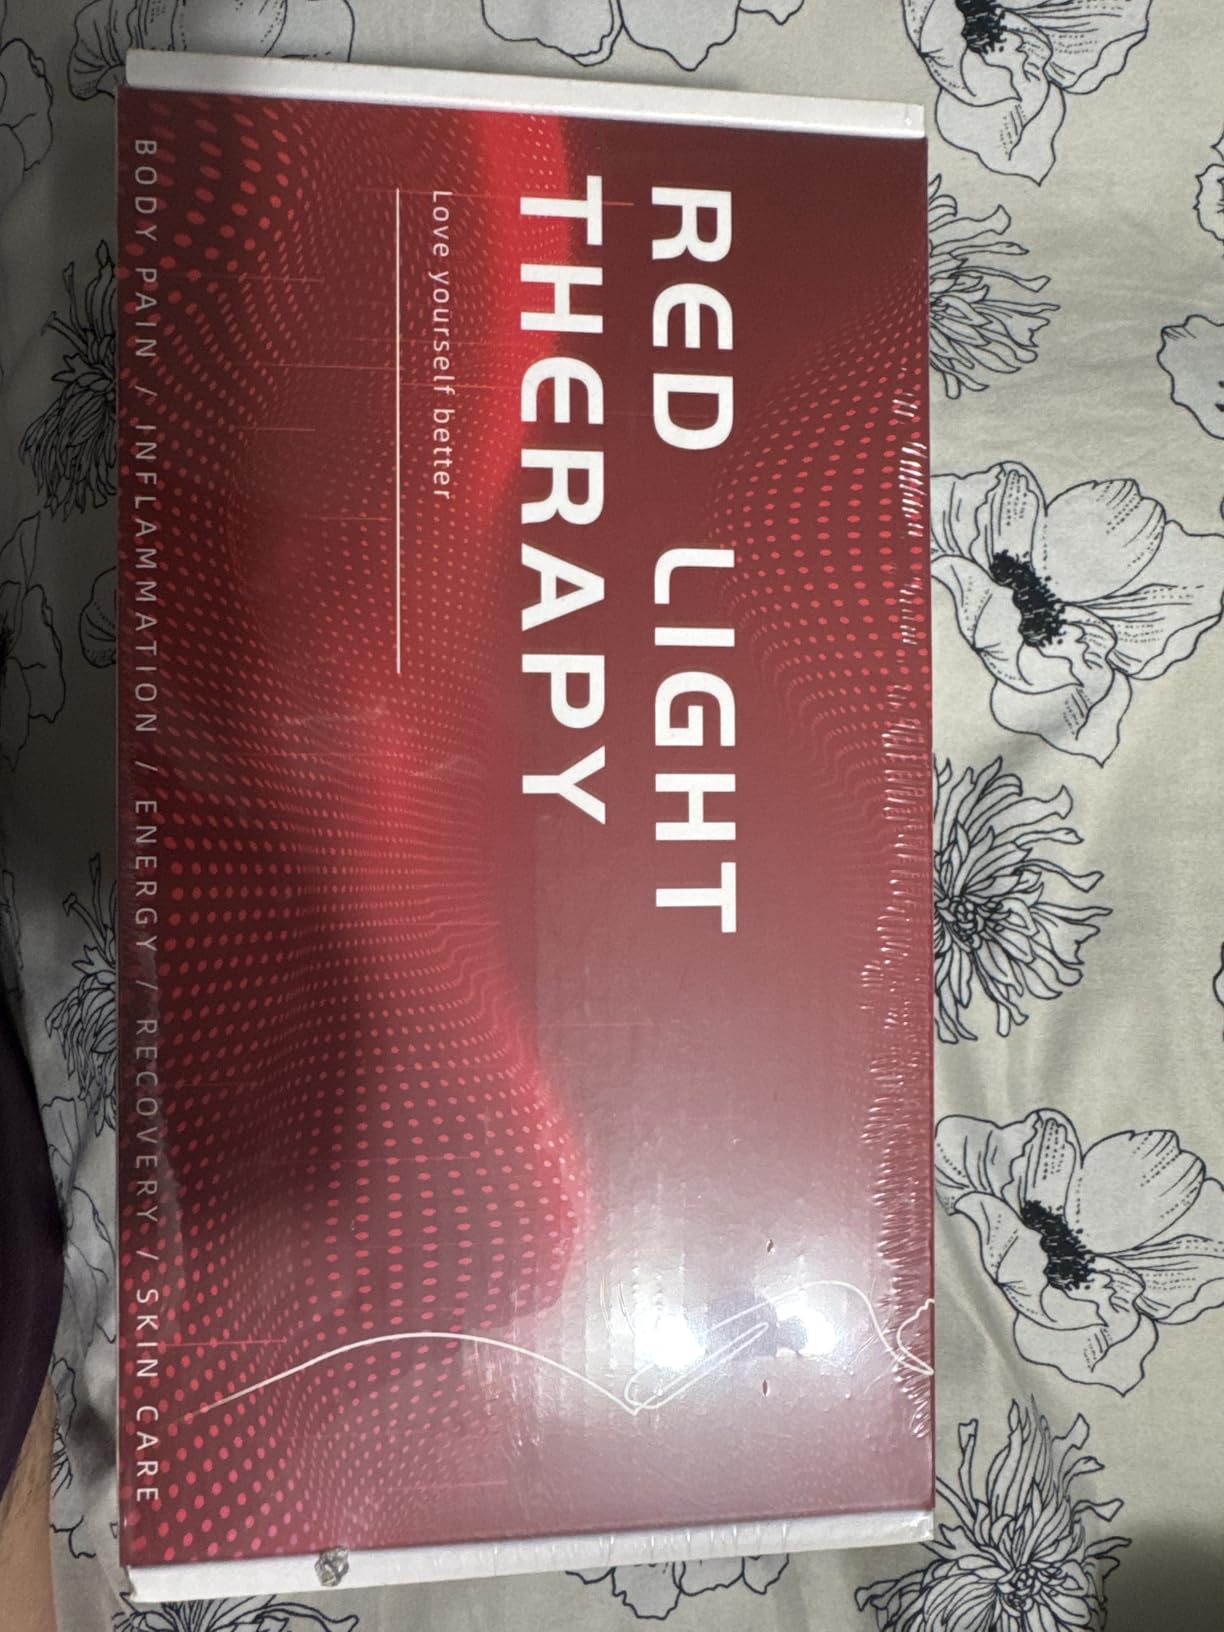 RED LIGHT
THERAPY
Love yourself better
BODY PAIN / INFLAMMATION / ENERGY / RECOVERY / SKIN CARE